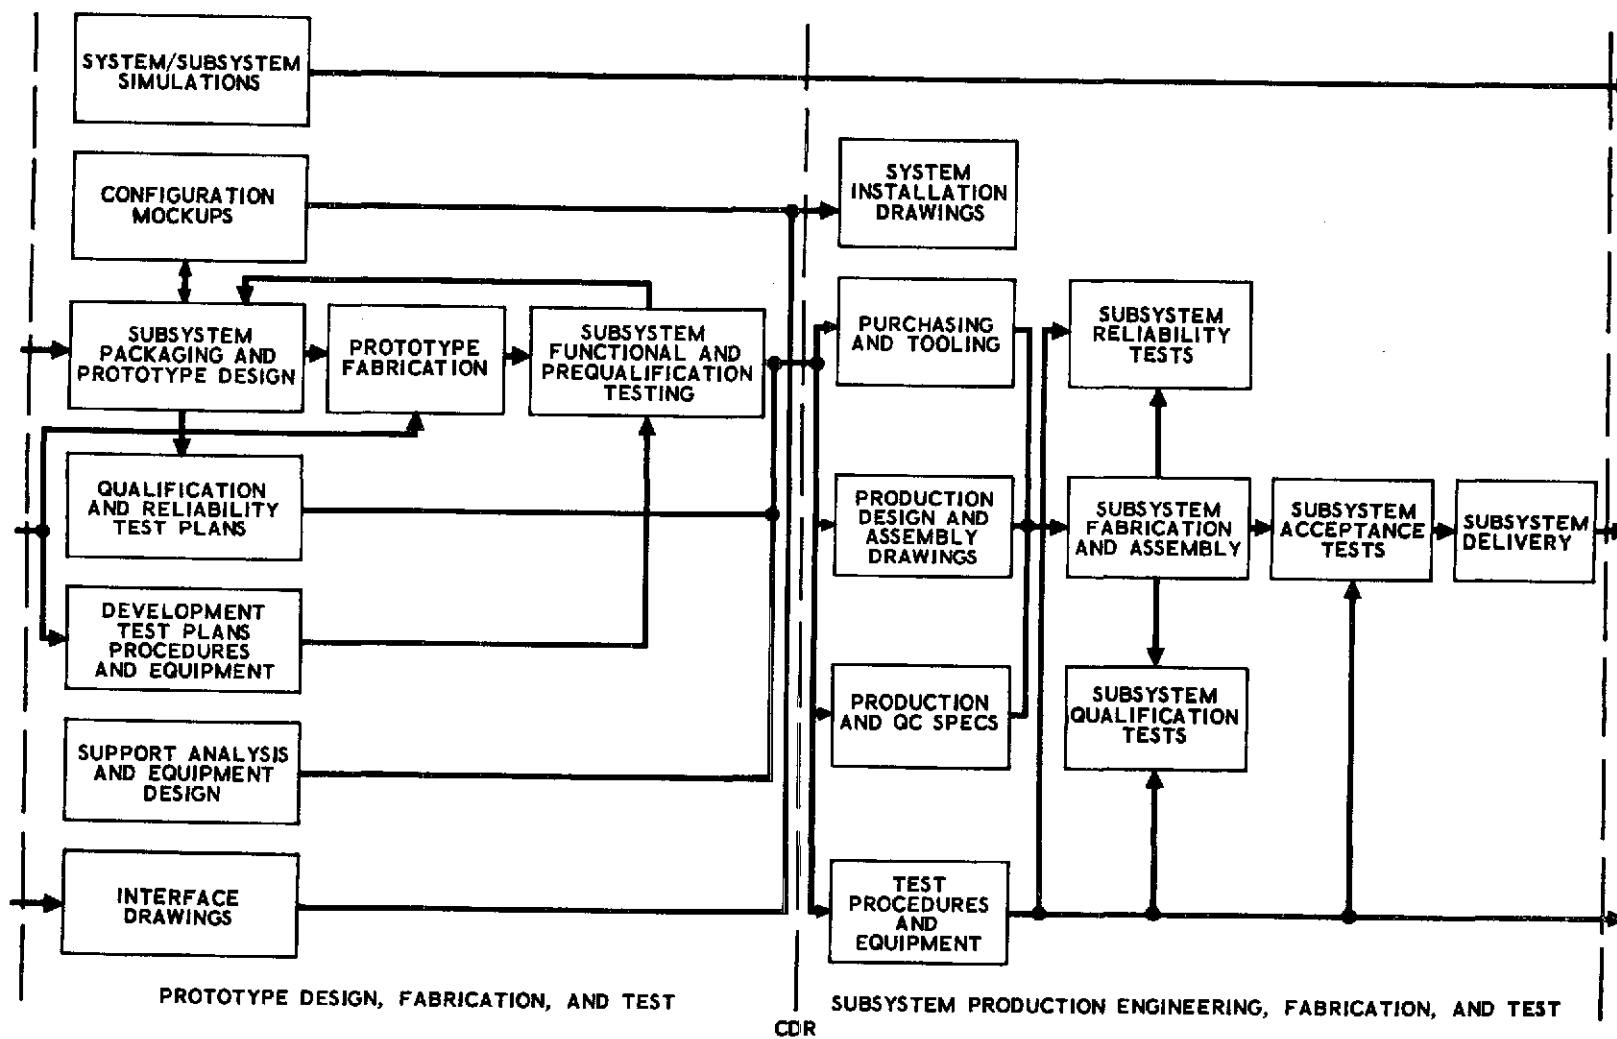 SYSTEM/SUBSYSTEM
SIMULATIONS
CONFIGURATION
MOCKUPS
SUBSYSTEM
PACKAGING AND
PROTOTYPE DESIGN
PROTOTYPE
FABRICATION
SUBSYSTEM
FUNCTIONAL AND
PREQUALIFICATION
TESTING
QUALIFICATION
AND RELIABILITY
TEST PLANS
DEVELOPMENT
TEST PLANS
PROCEDURES
AND EQUIPMENT
SUPPORT ANALYSIS
AND EQUIPMENT
DESIGN
INTERFACE
DRAWINGS
PROTOTYPE DESIGN, FABRICATION, AND TEST
CDR
SYSTEM
INSTALLATION
DRAWINGS
PURCHASING
AND TOOLING
PRODUCTION
DESIGN AND
ASSEMBLY
DRAWINGS
PRODUCTION
AND QC SPECS
TEST
PROCEDURES
AND
EQUIPMENT
SUBSYSTEM
RELIABILITY
TESTS
SUBSYSTEM
FABRICATION
AND ASSEMBLY
SUBSYSTEM
QUALIFICATION
TESTS
SUBSYSTEM
ACCEPTANCE
TESTS
SUBSYSTEM
DELIVERY
SUBSYSTEM PRODUCTION ENGINEERING, FABRICATION, AND TEST